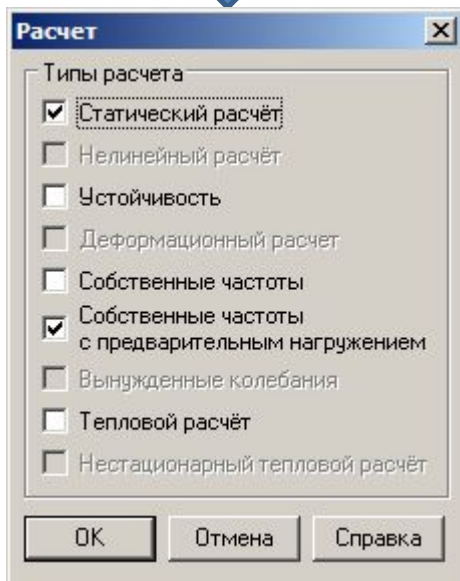 Расчет
Типы расчета
Статический расчёт
Нелинейный расчёт
Устойчивость
Деформационный расчет
Собственные частоты
Собственные частоты
с предварительным нагружением
Вынужденные колебания
Тепловой расчёт
Нестационарный тепловой расчёт
OK Отмена Справка